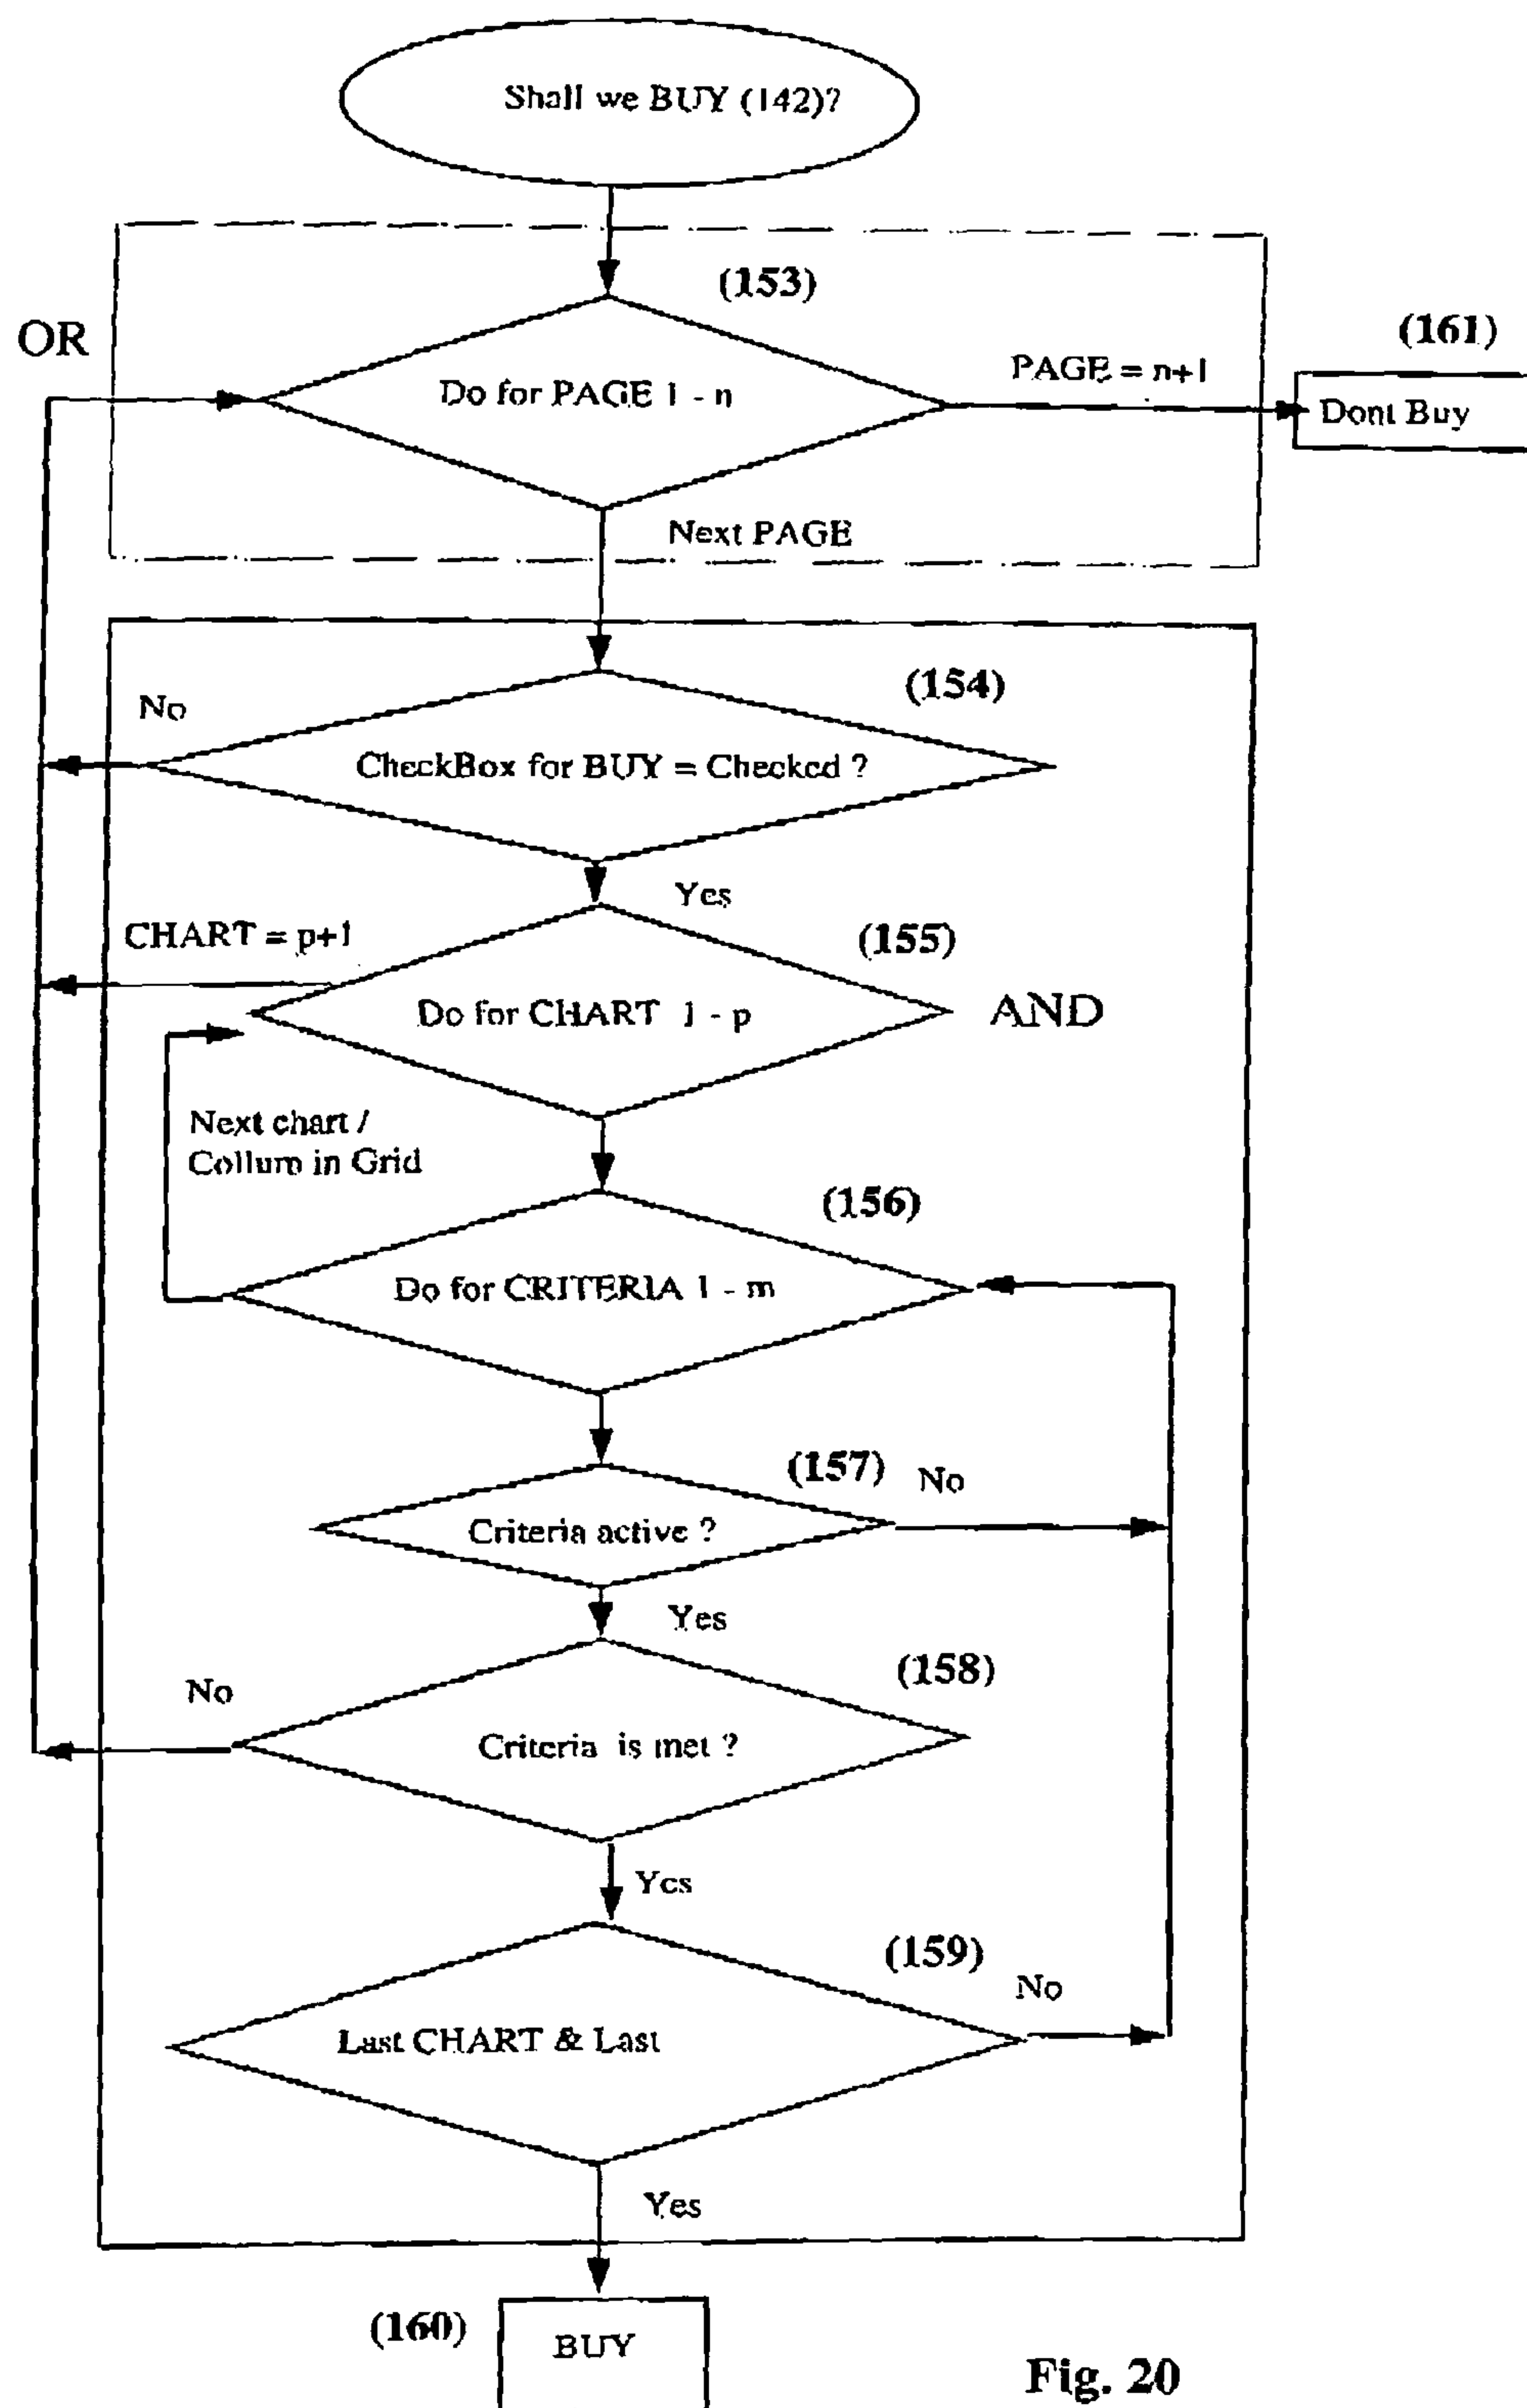 Shall we BUY (142)?
(153)
OR
Do for PAGE 1 - n
PAGE = n+1
(161)
Dont Buy
Next PAGE
(154)
No
CheckBox for BUY = Checked ?
Yes
CHART = p+1
(155)
Do for CHART 1 - p
AND
Next chart /
Collum in Grid
(156)
Do for CRITERIA 1 - m
(157)
No
Criteria active ?
Yes
(158)
No
Criteria is met ?
Yes
(159)
No
Last CHART & Last
Yes
(160)
BUY
Fig. 20